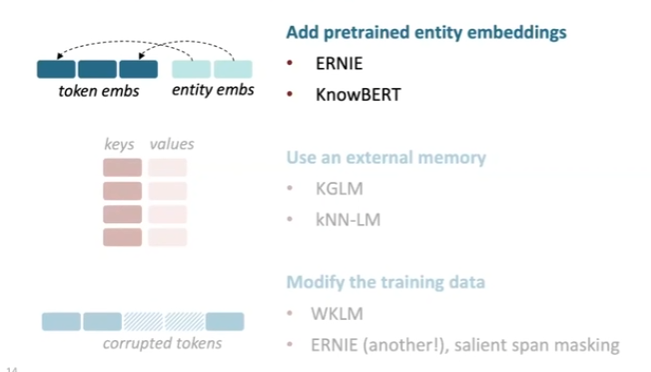 Add pretrained entity embeddings
• ERNIE
• KnowBERT
token embs entity embs
keys values
Use an external memory
• KGLM
• kNN-LM
Modify the training data
• WKLM
• ERNIE (another!), salient span masking
corrupted tokens
14